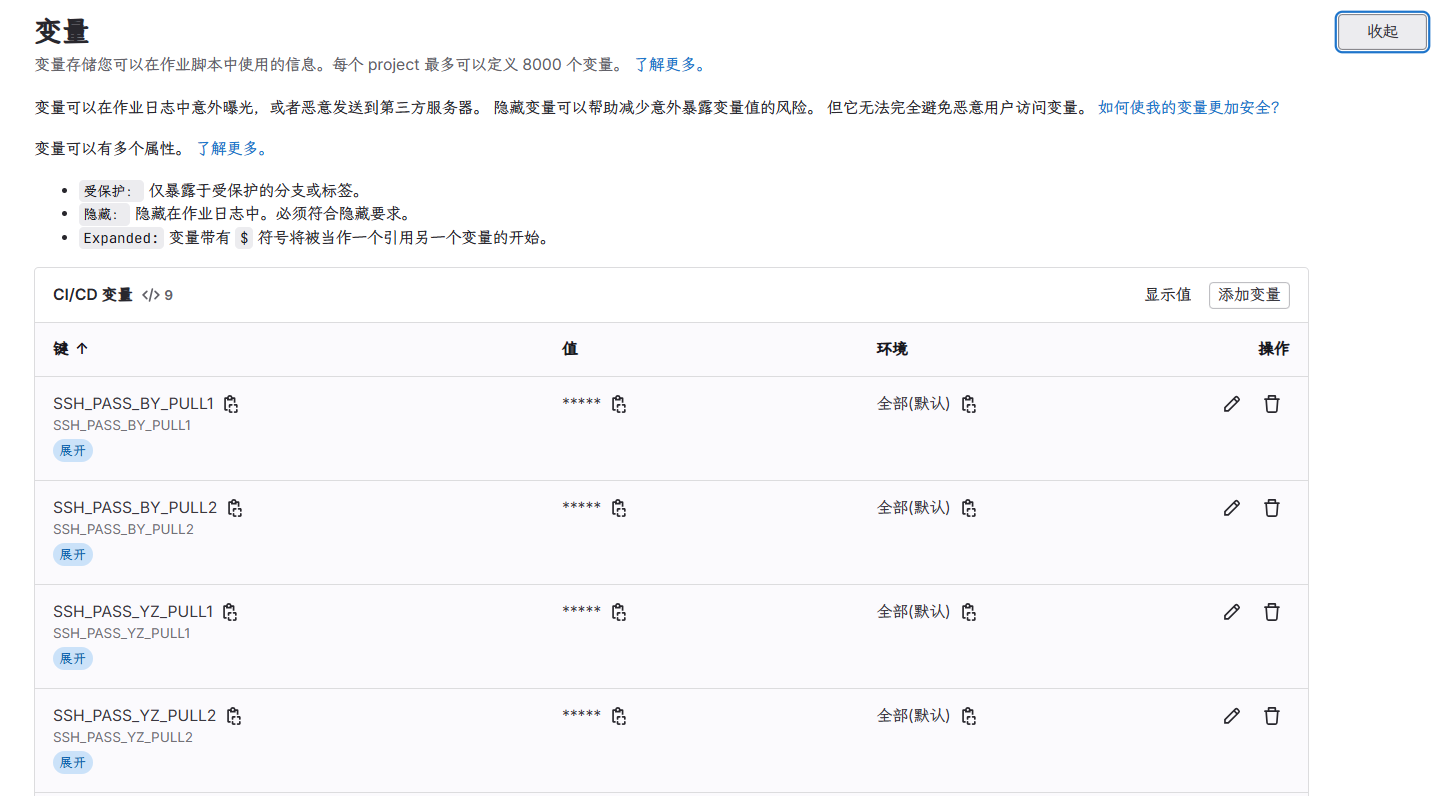 变量
收起
变量存储您可以在作业脚本中使用的信息。每个 project 最多可以定义 8000 个变量。 了解更多。
变量可以在作业日志中意外曝光，或者恶意发送到第三方服务器。 隐藏变量可以帮助减少意外暴露变量值的风险。 但它无法完全避免恶意用户访问变量。 如何使我的变量更加安全?
变量可以有多个属性。 了解更多。
受保护： 仅暴露于受保护的分支或标签。
隐藏： 隐藏在作业日志中。必须符合隐藏要求。
Expanded: 变量带有 $ 符号将被当作一个引用另一个变量的开始。
CI/CD 变量 </> 9 显示值 添加变量
键 ↑ 值 环境 操作
SSH_PASS_BY_PULL1 ***** 全部(默认)
SSH_PASS_BY_PULL1
展开
SSH_PASS_BY_PULL2 ***** 全部(默认)
SSH_PASS_BY_PULL2
展开
SSH_PASS_YZ_PULL1 ***** 全部(默认)
SSH_PASS_YZ_PULL1
展开
SSH_PASS_YZ_PULL2 ***** 全部(默认)
SSH_PASS_YZ_PULL2
展开